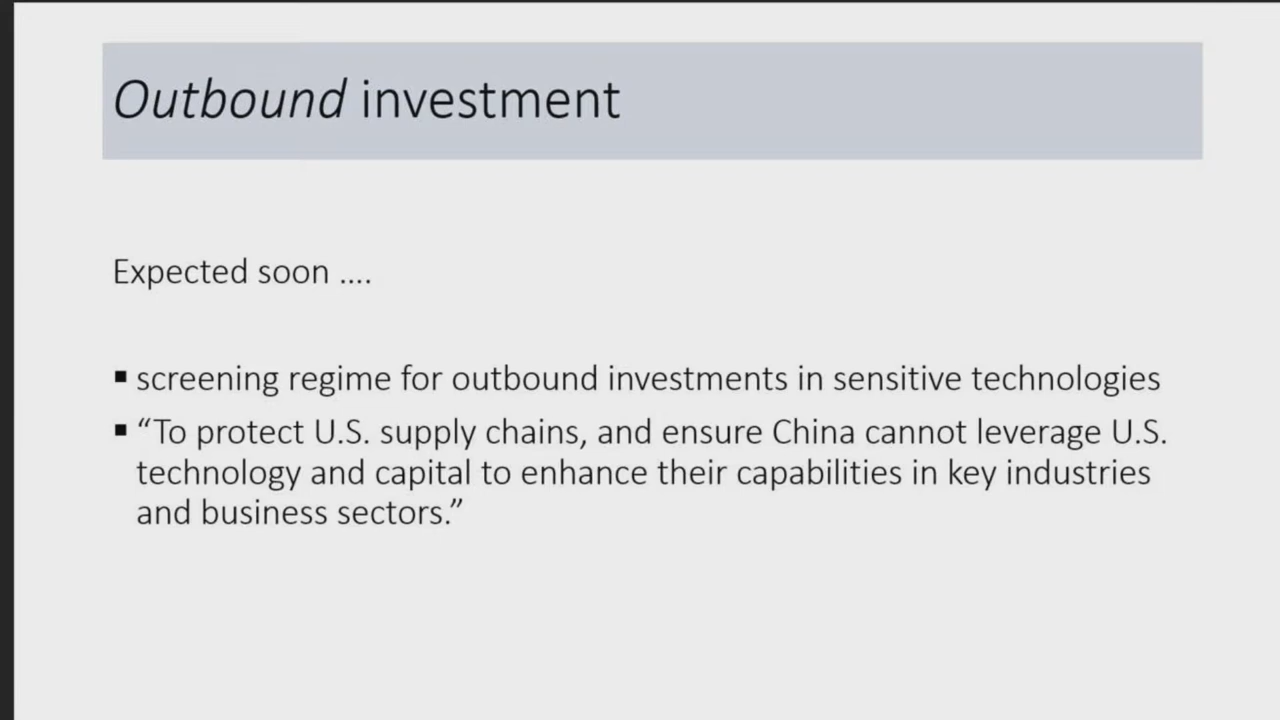 Outbound investment
Expected soon ....
▪ screening regime for outbound investments in sensitive technologies
▪ “To protect U.S. supply chains, and ensure China cannot leverage U.S.
technology and capital to enhance their capabilities in key industries
and business sectors.”